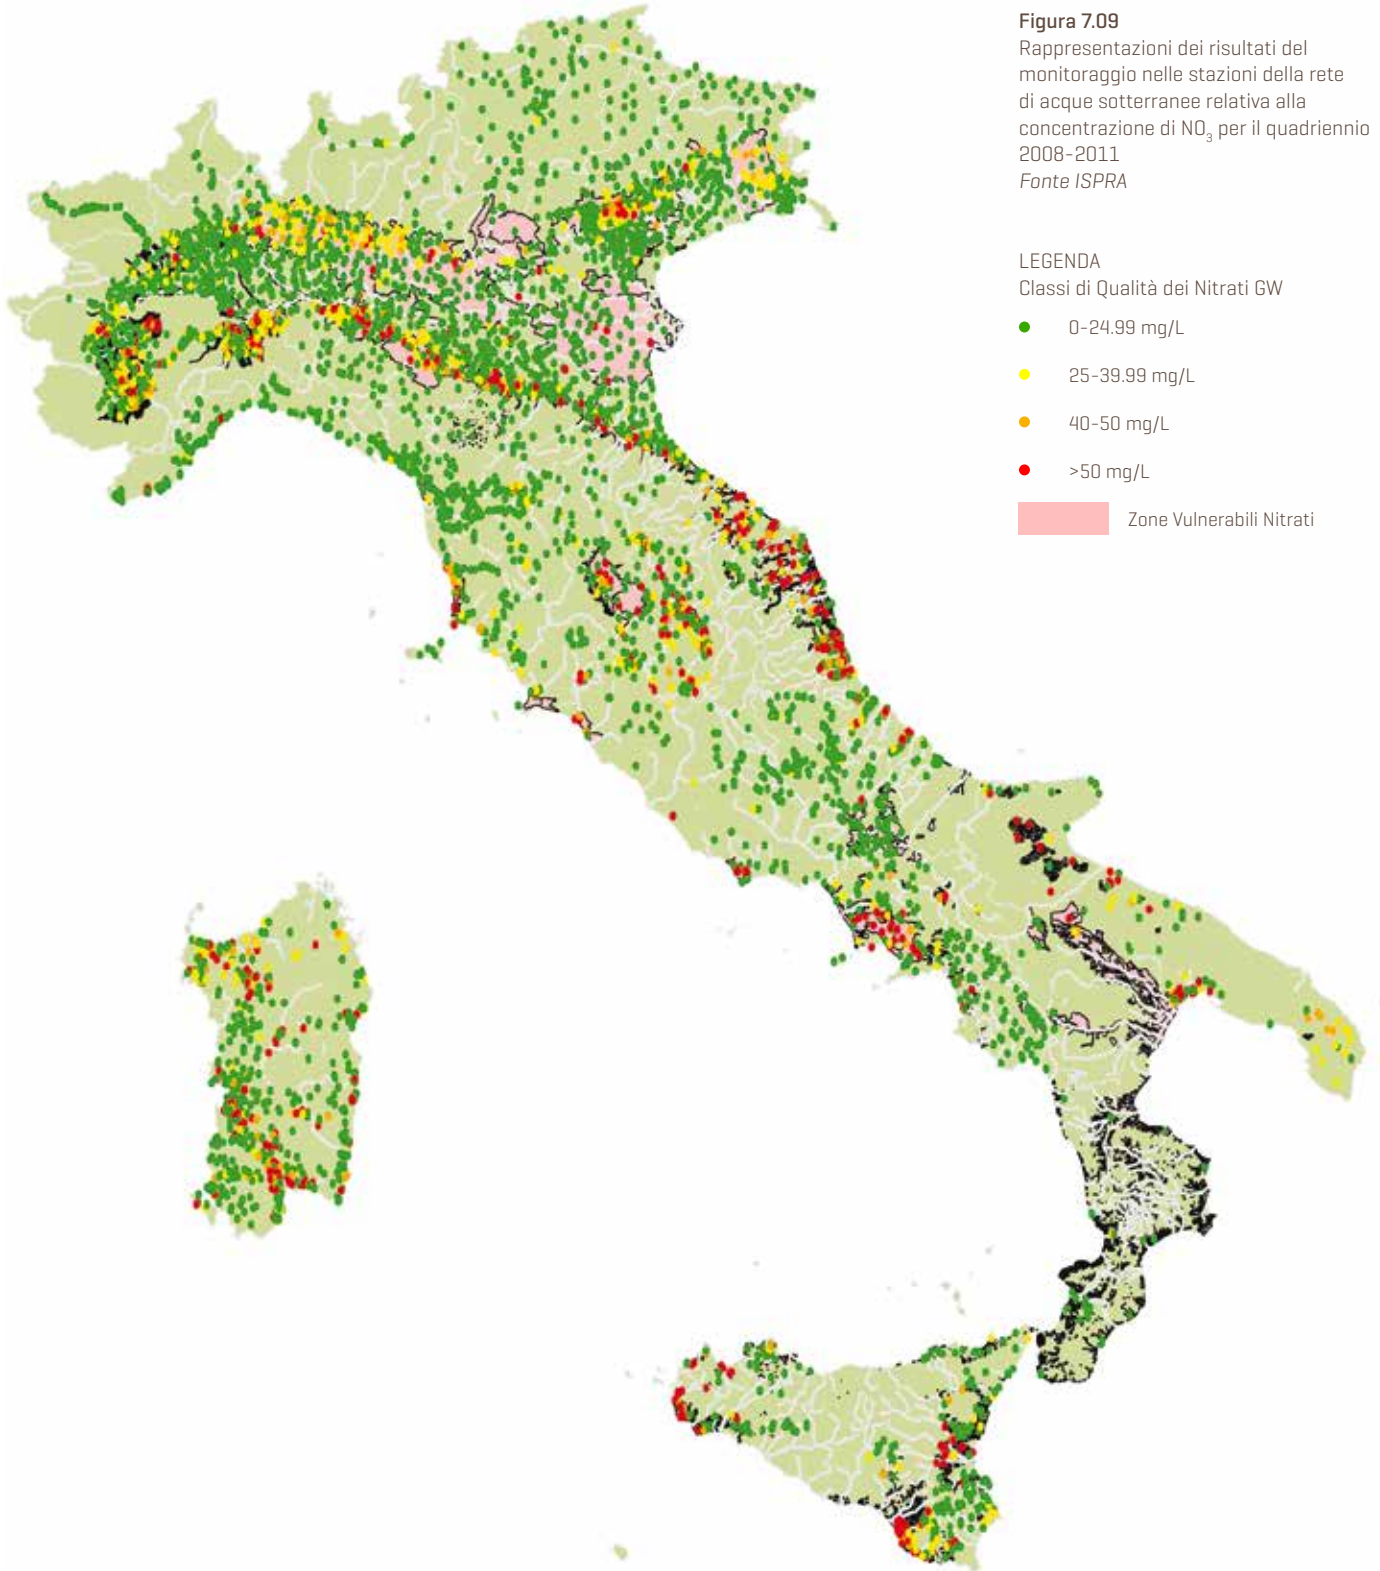 Figura 7.09
Rappresentazioni dei risultati del
monitoraggio nelle stazioni della rete
di acque sotterranee relativa alla
concentrazione di NO₃ per il quadriennio
2008-2011
Fonte ISPRA
LEGENDA
Classi di Qualità dei Nitrati GW
0-24.99 mg/L
25-39.99 mg/L
40-50 mg/L
>50 mg/L
Zone Vulnerabili Nitrati